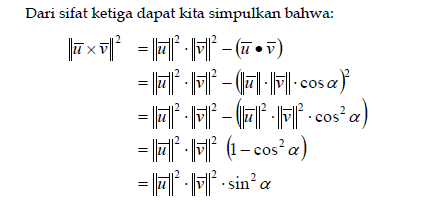 Dari sifat ketiga dapat kita simpulkan bahwa:
‖u̅ × v̅‖² = ‖u̅‖² · ‖v̅‖² − (u̅ • v̅)
= ‖u̅‖² · ‖v̅‖² − (‖u̅‖ · ‖v̅‖ · cos α)²
= ‖u̅‖² · ‖v̅‖² − (‖u̅‖² · ‖v̅‖² · cos² α)
= ‖u̅‖² · ‖v̅‖² (1 − cos² α)
= ‖u̅‖² · ‖v̅‖² · sin² α